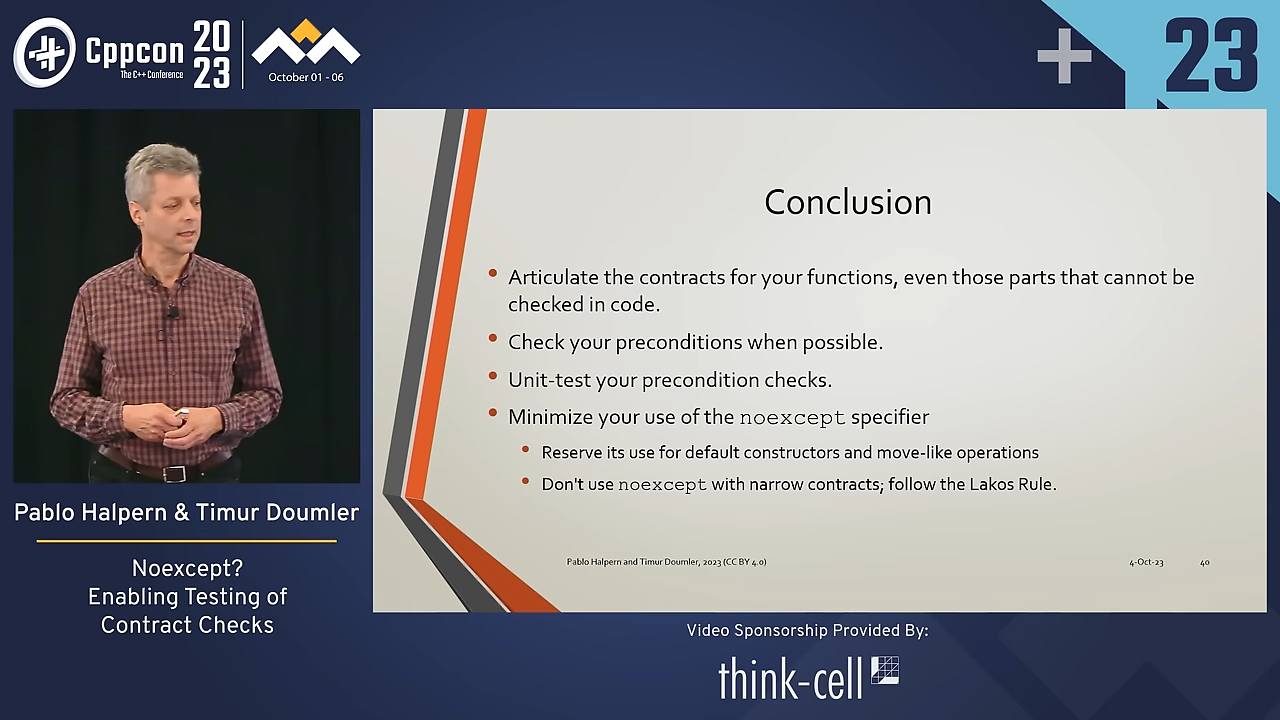 Cppcon
The C++ Conference
20
23
October 01 - 06
23
Conclusion
• Articulate the contracts for your functions, even those parts that cannot be
checked in code.
• Check your preconditions when possible.
• Unit-test your precondition checks.
• Minimize your use of the noexcept specifier
• Reserve its use for default constructors and move-like operations
• Don't use noexcept with narrow contracts; follow the Lakos Rule.
Pablo Halpern and Timur Doumler, 2023 (CC BY 4.0)
4-Oct-23
40
Pablo Halpern & Timur Doumler
Noexcept?
Enabling Testing of
Contract Checks
Video Sponsorship Provided By:
think-cell